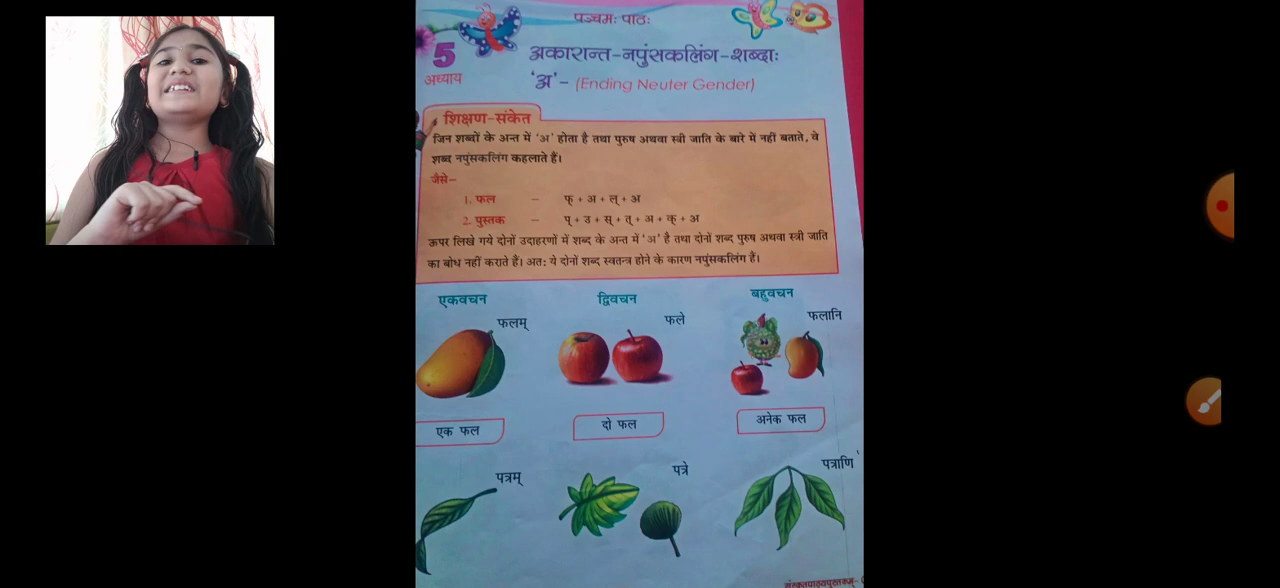 पञ्चमः पाठः
5
अध्याय
अकारान्त-नपुंसकलिंग-शब्दाः
'अ'- (Ending Neuter Gender)
शिक्षण-संकेत
जिन शब्दों के अन्त में 'अ' होता है तथा पुरुष अथवा स्त्री जाति के बारे में नहीं बताते, वे
शब्द नपुंसकलिंग कहलाते हैं।
जैसे-
1. फल - फ् + अ + ल् + अ
2. पुस्तक - प् + उ + स् + त् + अ + क् + अ
ऊपर लिखे गये दोनों उदाहरणों में शब्द के अन्त में 'अ' है तथा दोनों शब्द पुरुष अथवा स्त्री जाति
का बोध नहीं कराते हैं। अतः ये दोनों शब्द स्वतन्त्र होने के कारण नपुंसकलिंग हैं।
एकवचन द्विवचन बहुवचन
फलम् फले फलानि
एक फल दो फल अनेक फल
पत्रम् पत्रे पत्राणि
संस्कृतपाठ्यपुस्तकम्-